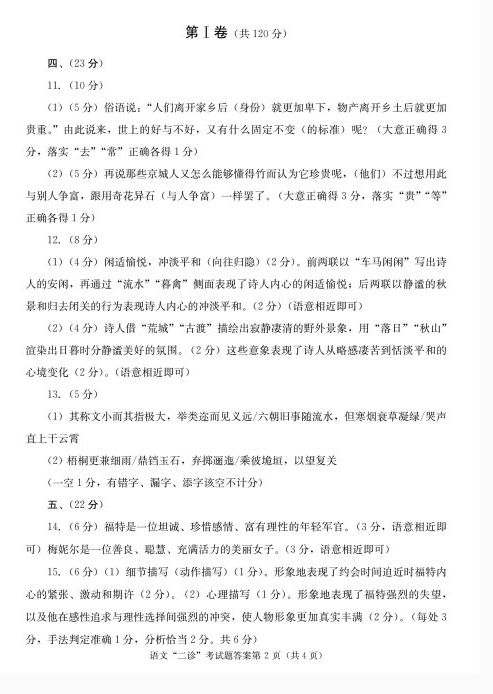 第Ⅰ卷（共120分）
四、（23分）
11.（10分）
（1）（5分）俗语说：“人们离开家乡后（身份）就更加卑下，物产离开乡土后就更加
贵重。”由此说来，世上的好与不好，又有什么固定不变（的标准）呢？（大意正确得3
分，落实“去”“常”正确各得1分）
（2）（5分）再说那些京城人又怎么能够懂得竹而认为它珍贵呢，（他们）不过想用此
与别人争富，跟用奇花异石（与人争富）一样罢了。（大意正确得3分，落实“贵”“等”
正确各得1分）
12.（8分）
（1）（4分）闲适愉悦，冲淡平和（向往归隐）（2分）。前两联以“车马闲闲”写出诗
人的安闲，再通过“流水”“暮禽”侧面表现了诗人内心的闲适愉悦；后两联以静谧的秋
景和归去闭关的行为表现诗人内心的冲淡平和。（2分）（语意相近即可）
（2）（4分）诗人借“荒城”“古渡”描绘出寂静凄清的野外景象，用“落日”“秋山”
渲染出日暮时分静谧美好的氛围。（2分）这些意象表现了诗人从略感凄苦到恬淡平和的
心境变化（2分）。（语意相近即可）
13.（5分）
（1）其称文小而其指极大，举类迩而见义远/六朝旧事随流水，但寒烟衰草凝绿/哭声
直上干云霄
（2）梧桐更兼细雨/鼎铛玉石，弃掷逦迤/乘彼垝垣，以望复关
（一空1分，有错字、漏字、添字该空不计分）
五、（22分）
14.（6分）福特是一位坦诚、珍惜感情、富有理性的年轻军官。（3分，语意相近即
可）梅妮尔是一位善良、聪慧、充满活力的美丽女子。（3分，语意相近即可）
15.（6分）（1）细节描写（动作描写）（1分）。形象地表现了约会时间迫近时福特内
心的紧张、激动和期许（2分）。（2）心理描写（1分）。形象地表现了福特强烈的失望，
以及他在感性追求与理性选择间强烈的冲突，使人物形象更加真实丰满（2分）。（每处3
分，手法判定准确1分，分析恰当2分。共6分）
语文“二诊”考试题答案第2页（共4页）